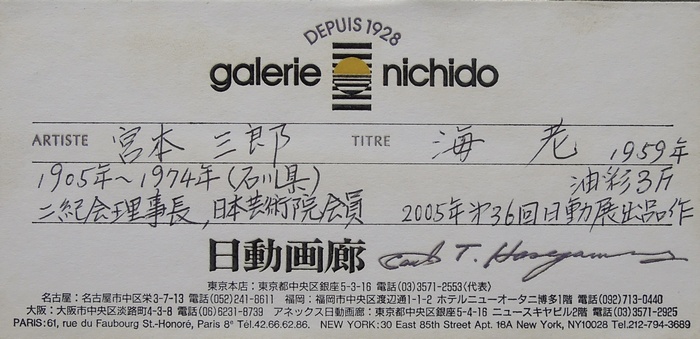 DEPUIS 1928
galerie nichido
ARTISTE 宮本 三郎 TITRE 海老 1959年
1905年~1974年(石川県) 油彩3号
二紀会理事長,日本芸術院会員 2005年第36回日動展出品作
日動画廊 T. Hasegawa
東京本店:東京都中央区銀座5-3-16 電話(03)3571-2553〈代表〉
名古屋:名古屋市中区栄3-7-13 電話(052)241-8611 福岡:福岡市中央区渡辺通1-1-2 ホテルニューオータニ博多1階 電話(092)713-0440
大阪:大阪市中央区淡路町4-3-8 電話(06)6231-8739 アネックス日動画廊:東京都中央区銀座5-4-16 ニュースキヤビル2階 電話(03)3571-2925
PARIS:61, rue du Faubourg St.-Honoré, Paris 8ᵉ Tél.42.66.62.86. NEW YORK:30 East 85th Street Apt. 16A New York, NY10028 Tel.212-794-3689